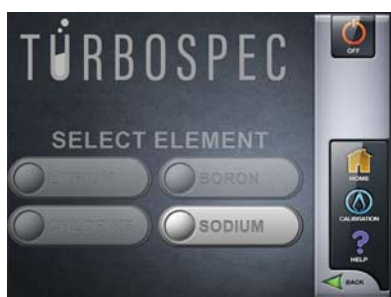 TURBOSPEC
OFF
SELECT ELEMENT
BORON
SODIUM
HOME
CALIBRATION
HELP
BACK